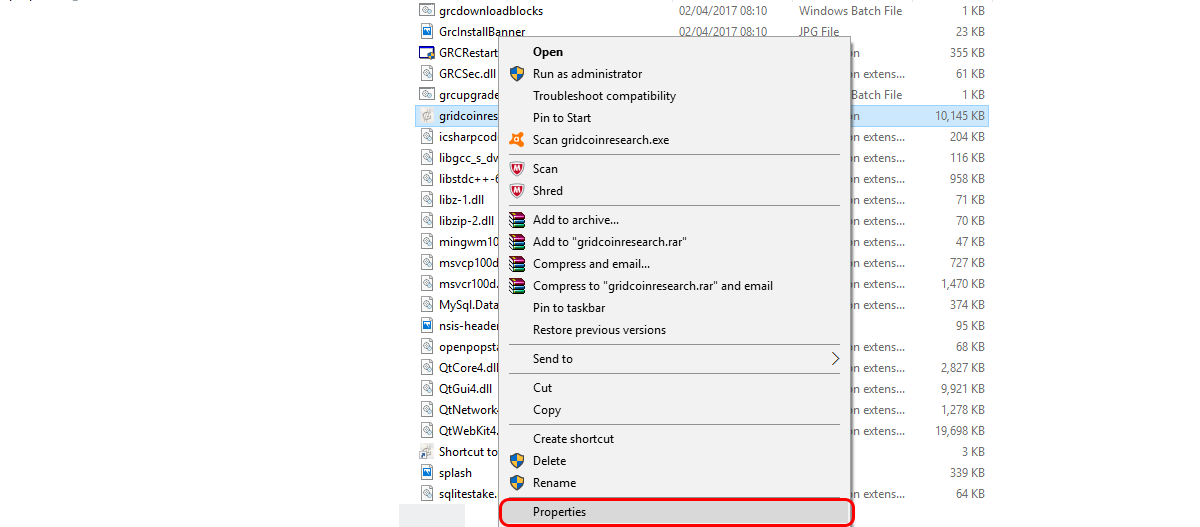 grcdownloadblocks 02/04/2017 08:10 Windows Batch File 1 KB
GrcInstallBanner 02/04/2017 08:10 JPG File 23 KB
GRCRestart n 355 KB
GRCSec.dll n extens... 61 KB
grcupgrade Batch File 1 KB
gridcoinres n 10,145 KB
icsharpcod n extens... 204 KB
libgcc_s_dw n extens... 116 KB
libstdc++-6 n extens... 958 KB
libz-1.dll n extens... 71 KB
libzip-2.dll n extens... 70 KB
mingwm10 n extens... 47 KB
msvcp100d n extens... 727 KB
msvcr100d. n extens... 1,470 KB
MySql.Data n extens... 374 KB
nsis-header 95 KB
openpopsta n extens... 68 KB
QtCore4.dll n extens... 2,827 KB
QtGui4.dll n extens... 9,921 KB
QtNetwork4 n extens... 1,278 KB
QtWebKit4. n extens... 19,698 KB
Shortcut to 3 KB
splash 339 KB
sqlitestake. n extens... 64 KB
Open
Run as administrator
Troubleshoot compatibility
Pin to Start
Scan gridcoinresearch.exe
Scan
Shred
Add to archive...
Add to "gridcoinresearch.rar"
Compress and email...
Compress to "gridcoinresearch.rar" and email
Pin to taskbar
Restore previous versions
Send to
Cut
Copy
Create shortcut
Delete
Rename
Properties